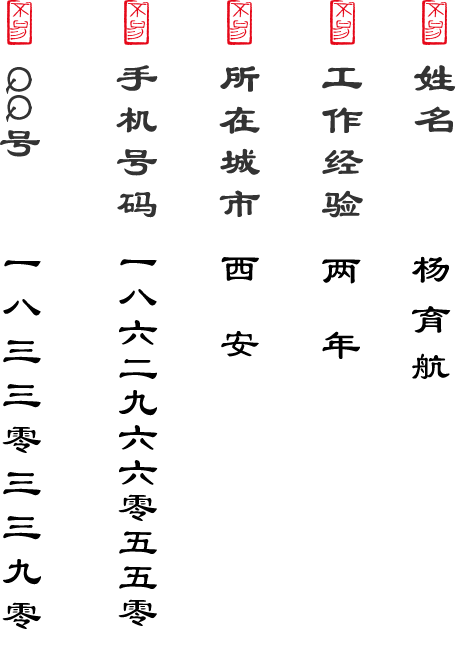 姓名
杨育航
工作经验
两年
所在城市
西安
手机号码
一八六二九六六零五五零
QQ号
一八三三零三三九零